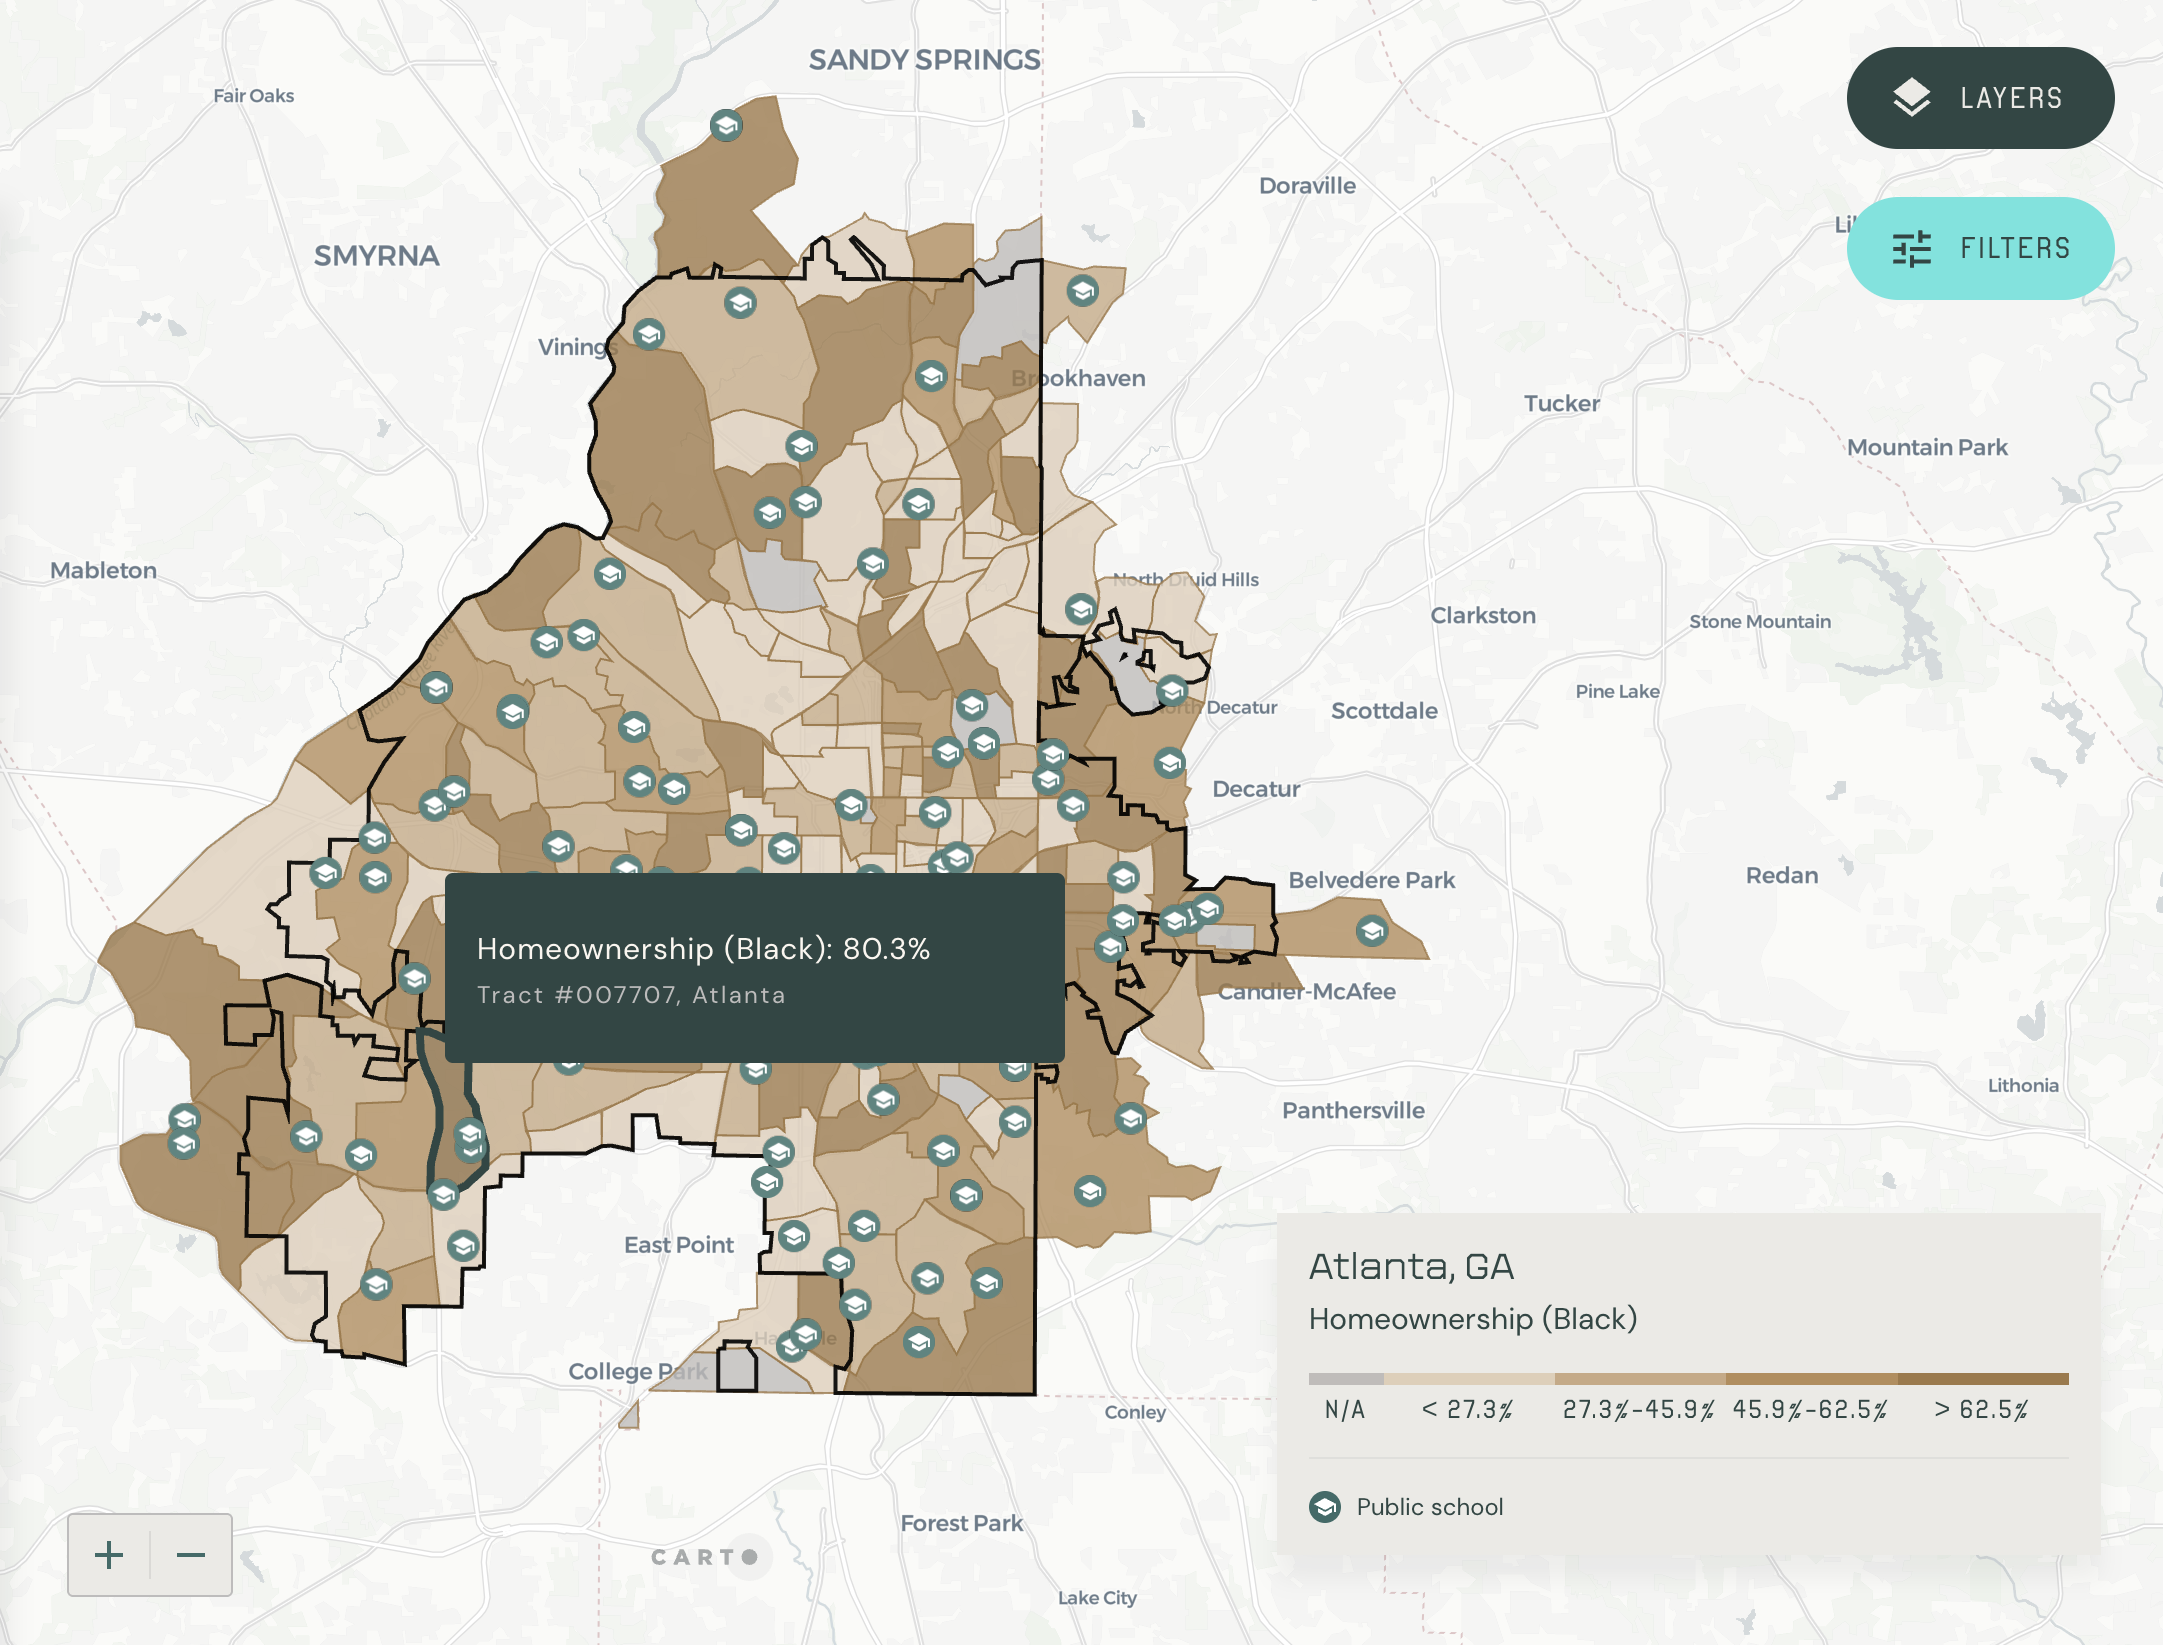 SANDY SPRINGS
Fair Oaks
LAYERS
Doraville
FILTERS
SMYRNA
Vinings
Brookhaven
Tucker
Mountain Park
Mableton
North Druid Hills
Clarkston
Stone Mountain
Pine Lake
North Decatur
Scottdale
Decatur
Belvedere Park
Redan
Homeownership (Black): 80.3%
Tract #007707, Atlanta
Candler-McAfee
Lithonia
Panthersville
East Point
College Park
Atlanta, GA
Homeownership (Black)
N/A < 27.3% 27.3%-45.9% 45.9%-62.5% > 62.5%
Public school
Conley
Forest Park
CARTO
Lake City